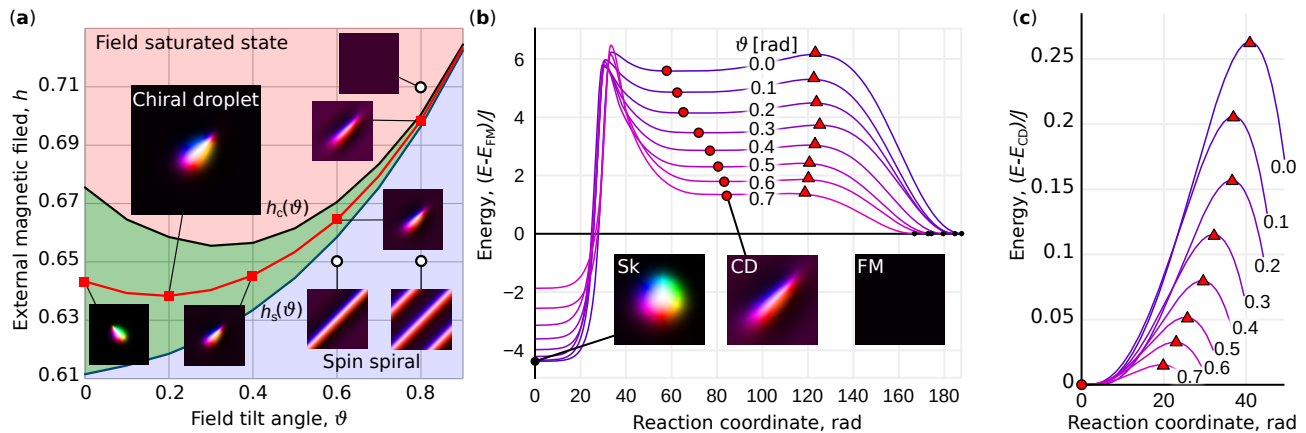 (a)
External magnetic filed, h
0.71
0.69
0.67
0.65
0.63
0.61
Field saturated state
Chiral droplet
h_c(ϑ)
h_s(ϑ)
Spin spiral
0 0.2 0.4 0.6 0.8
Field tilt angle, ϑ
(b)
Energy, (E-E_FM)/J
6
4
2
0
−2
−4
ϑ [rad]
0.0
0.1
0.2
0.3
0.4
0.5
0.6
0.7
Sk
CD
FM
0 20 40 60 80 100 120 140 160 180
Reaction coordinate, rad
(c)
Energy, (E-E_CD)/J
0.25
0.2
0.15
0.1
0.05
0
0.0
0.1
0.2
0.3
0.4
0.5
0.6
0.7
0 20 40
Reaction coordinate, rad